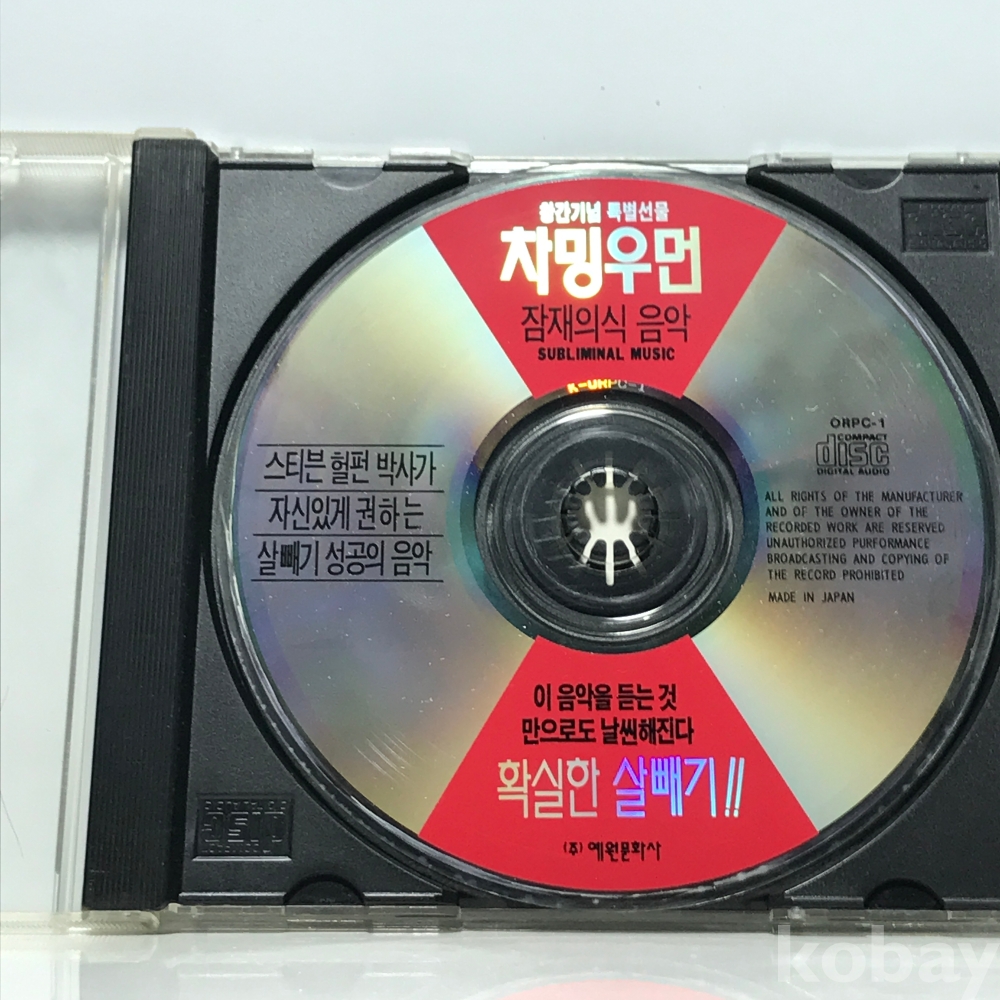 창간기념 특별선물
차밍우먼
잠재의식 음악
SUBLIMINAL MUSIC
K-ORPC-1
스티븐 헐펀 박사가
자신있게 권하는
살빼기 성공의 음악
ORPC-1
COMPACT
disc
DIGITAL AUDIO
ALL RIGHTS OF THE MANUFACTURER
AND OF THE OWNER OF THE
RECORDED WORK ARE RESERVED
UNAUTHORIZED PURFORMANCE
BROADCASTING AND COPYING OF
THE RECORD PROHIBITED
MADE IN JAPAN
이 음악을 듣는 것
만으로도 날씬해진다
확실한 살빼기!!
(주) 예원문화사
kobay